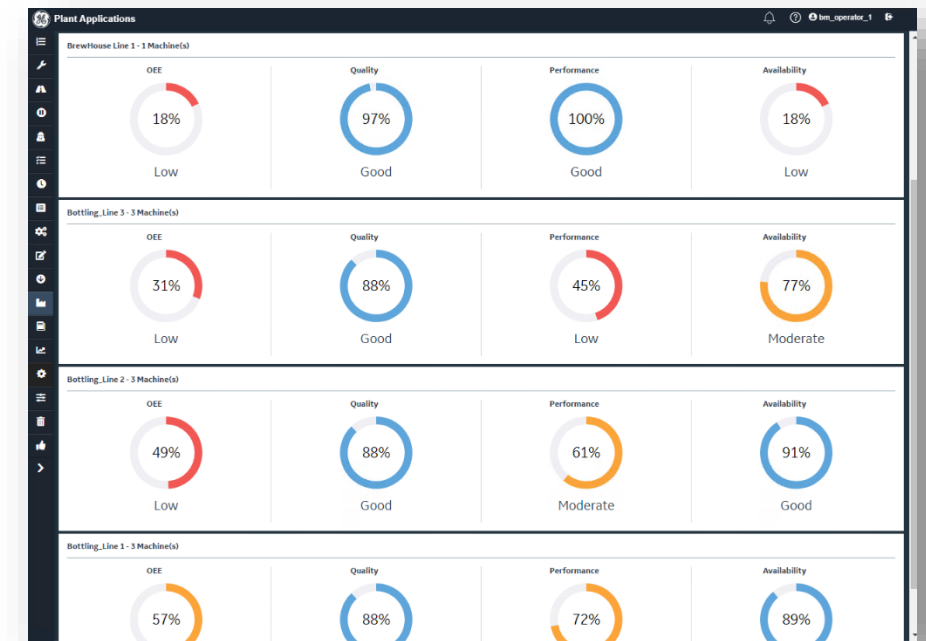 Plant Applications
bm_operator_1
BrewHouse Line 1 - 1 Machine(s)
OEE Quality Performance Availability
18% 97% 100% 18%
Low Good Good Low
Bottling_Line 3 - 3 Machine(s)
OEE Quality Performance Availability
31% 88% 45% 77%
Low Good Low Moderate
Bottling_Line 2 - 3 Machine(s)
OEE Quality Performance Availability
49% 88% 61% 91%
Low Good Moderate Good
Bottling_Line 1 - 3 Machine(s)
OEE Quality Performance Availability
57% 88% 72% 89%